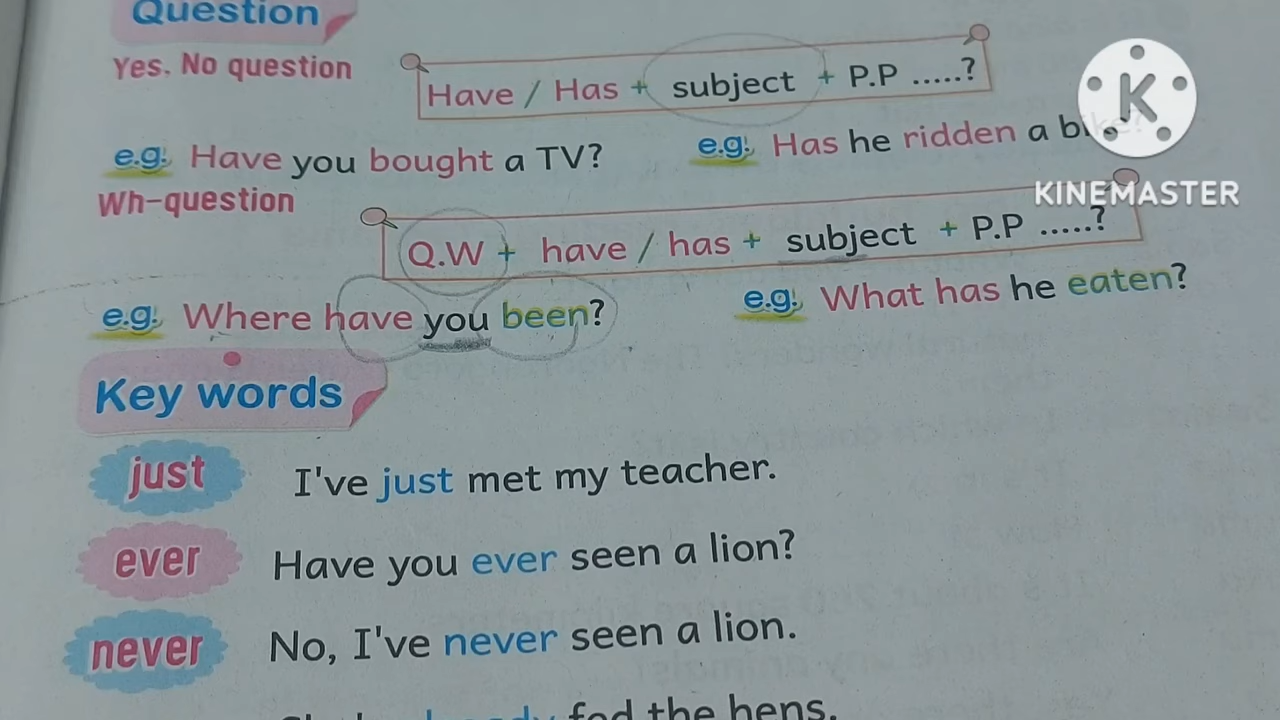 Question
Yes. No question
Have / Has + subject + P.P .....?
e.g. Have you bought a TV?
e.g. Has he ridden a
K
KINEMASTER
Wh-question
Q.W + have / has + subject + P.P .....?
e.g. Where have you been?
e.g. What has he eaten?
Key words
just I've just met my teacher.
ever Have you ever seen a lion?
never No, I've never seen a lion.
fed the hens.